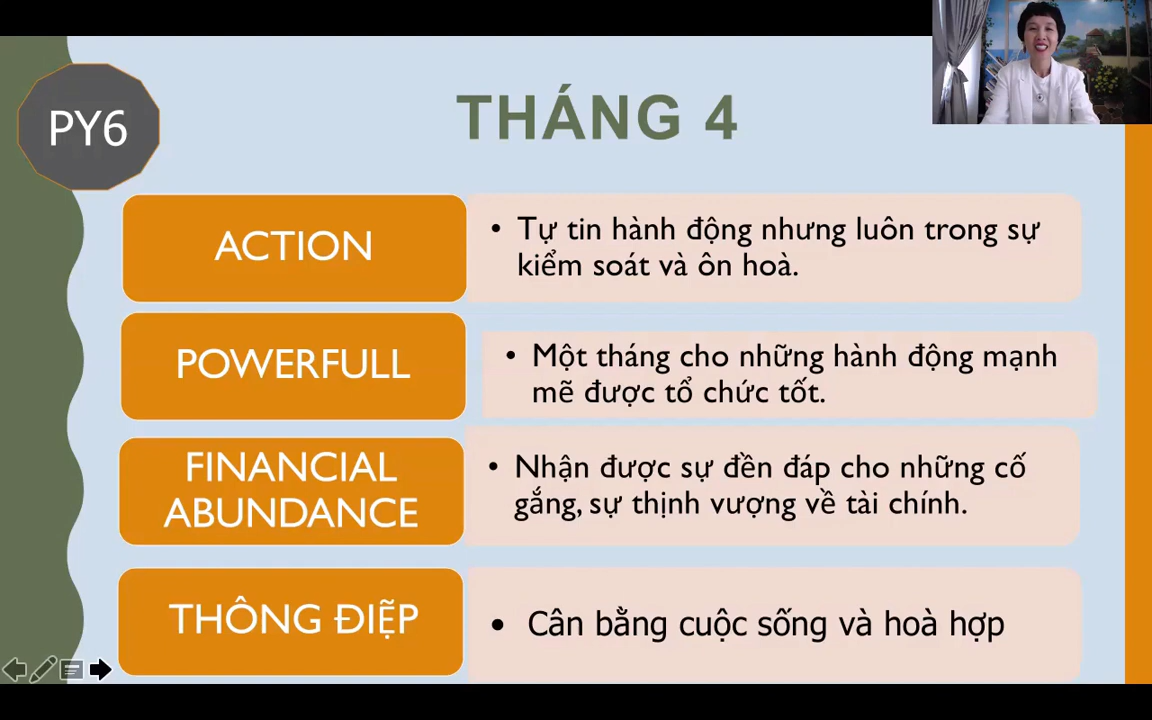 PY6
THÁNG 4
ACTION
• Tự tin hành động nhưng luôn trong sự
kiểm soát và ôn hoà.
POWERFULL
• Một tháng cho những hành động mạnh
mẽ được tổ chức tốt.
FINANCIAL
ABUNDANCE
• Nhận được sự đền đáp cho những cố
gắng, sự thịnh vượng về tài chính.
THÔNG ĐIỆP
• Cân bằng cuộc sống và hoà hợp